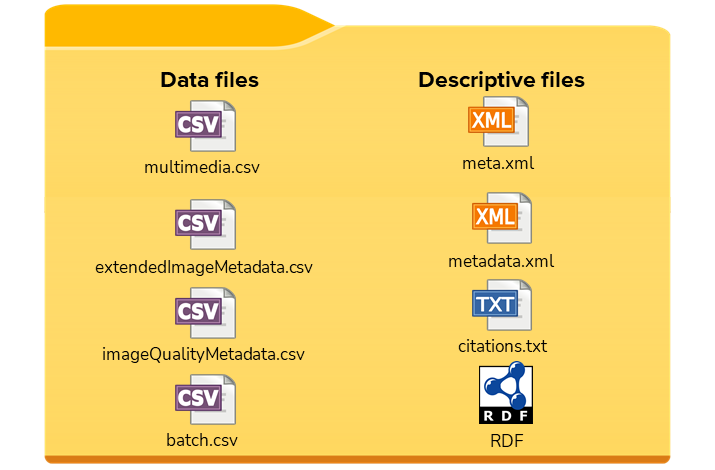 Data files
CSV
multimedia.csv
CSV
extendedImageMetadata.csv
CSV
imageQualityMetadata.csv
CSV
batch.csv
Descriptive files
XML
meta.xml
XML
metadata.xml
TXT
citations.txt
RDF
RDF